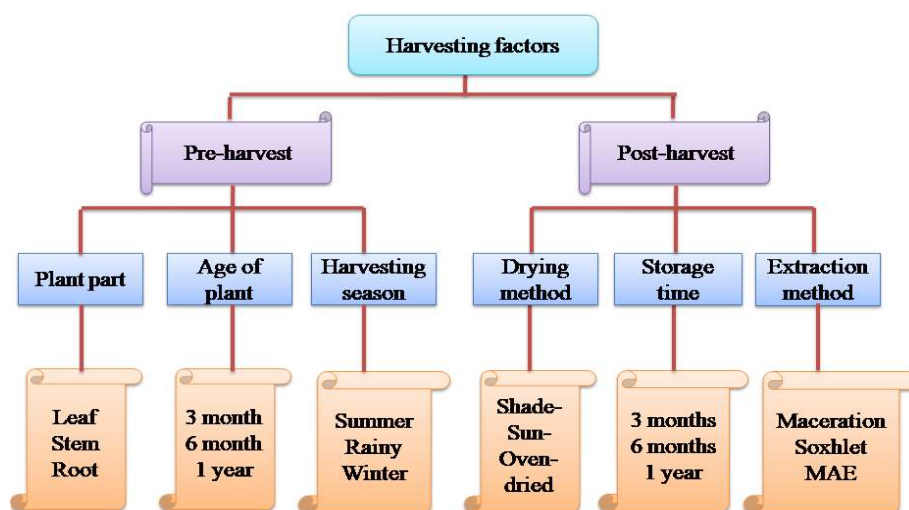 Harvesting factors
Pre-harvest
Post-harvest
Plant part
Age of
plant
Harvesting
season
Drying
method
Storage
time
Extraction
method
Leaf
Stem
Root
3 month
6 month
1 year
Summer
Rainy
Winter
Shade-
Sun-
Oven-
dried
3 months
6 months
1 year
Maceration
Soxhlet
MAE